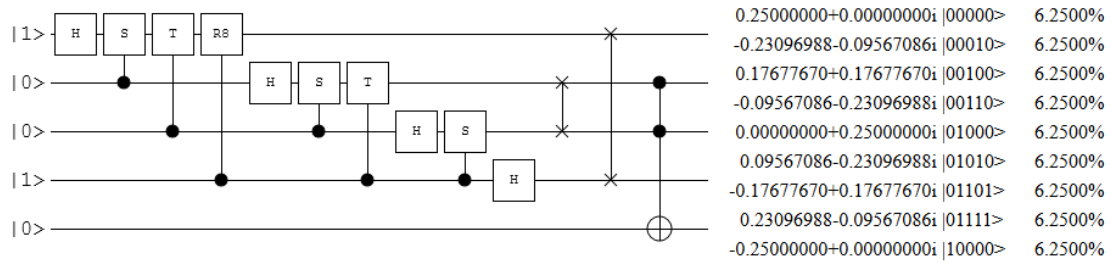 |1> H S T R8
|0> H S T
|0> H S
|1> H
|0>
0.25000000+0.00000000i |00000> 6.2500%
-0.23096988-0.09567086i |00010> 6.2500%
0.17677670+0.17677670i |00100> 6.2500%
-0.09567086-0.23096988i |00110> 6.2500%
0.00000000+0.25000000i |01000> 6.2500%
0.09567086-0.23096988i |01010> 6.2500%
-0.17677670+0.17677670i |01101> 6.2500%
0.23096988-0.09567086i |01111> 6.2500%
-0.25000000+0.00000000i |10000> 6.2500%